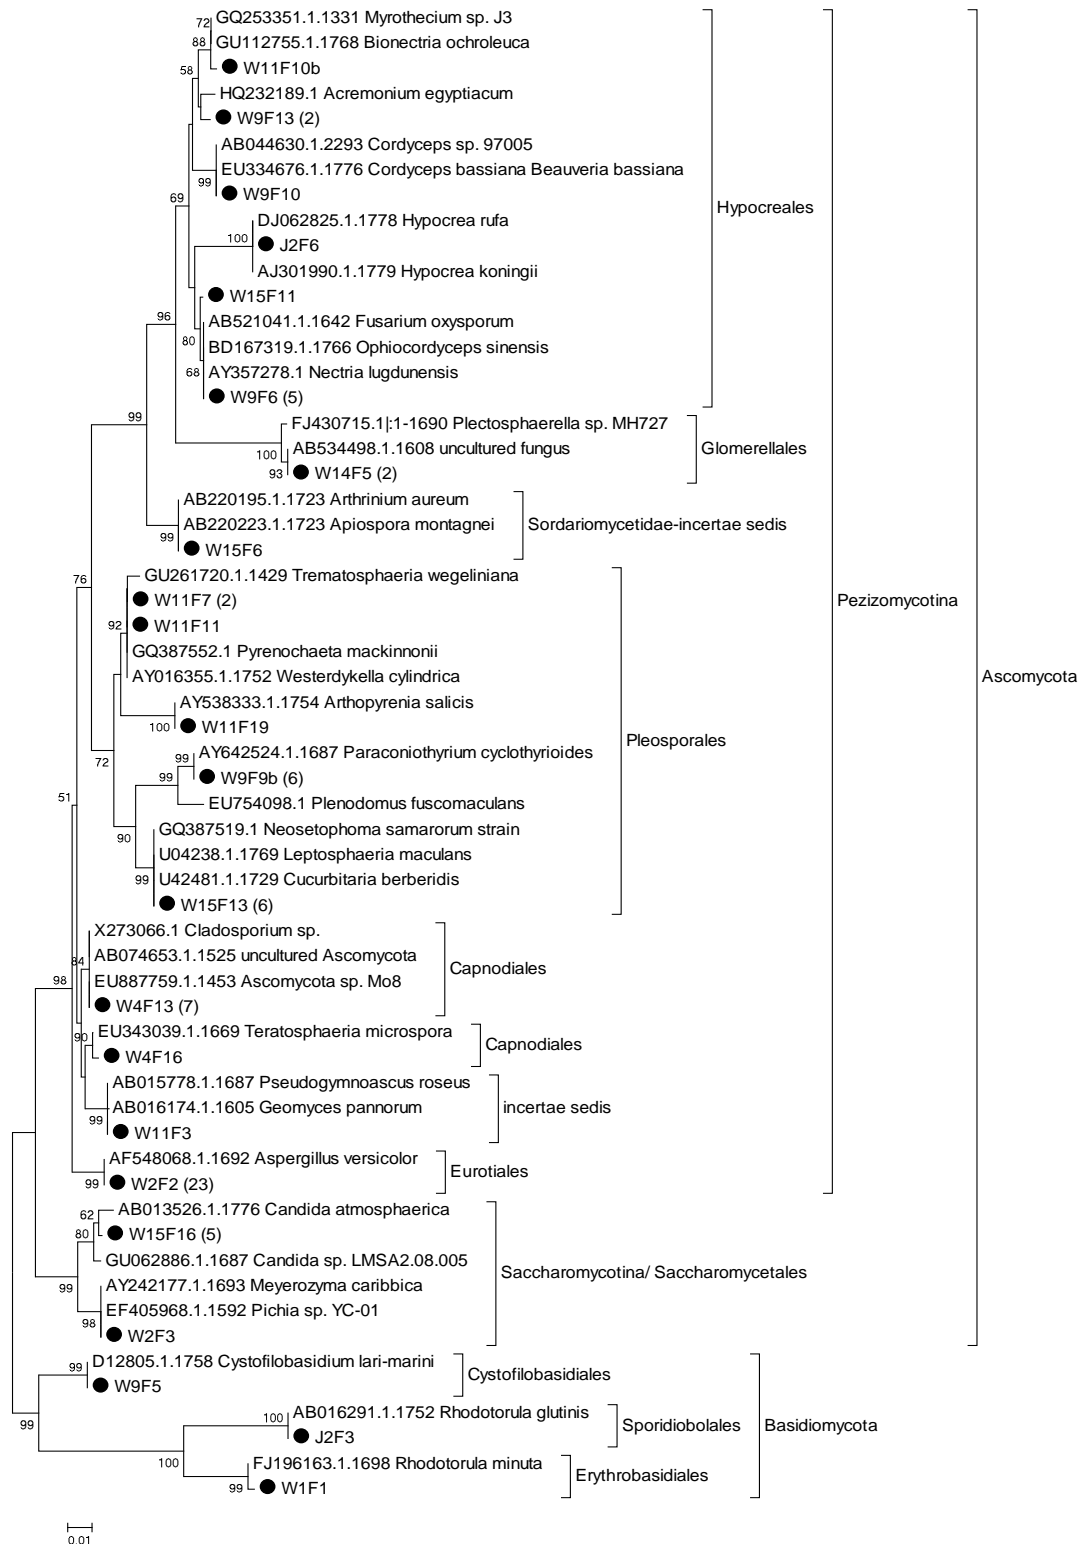 GQ253351.1.1331 Myrothecium sp. J3
72
GU112755.1.1768 Bionectria ochroleuca
88
W11F10b
58
HQ232189.1 Acremonium egyptiacum
W9F13 (2)
AB044630.1.2293 Cordyceps sp. 97005
EU334676.1.1776 Cordyceps bassiana Beauveria bassiana
99
W9F10
69
Hypocreales
DJ062825.1.1778 Hypocrea rufa
100
J2F6
AJ301990.1.1779 Hypocrea koningii
W15F11
96
AB521041.1.1642 Fusarium oxysporum
80
BD167319.1.1766 Ophiocordyceps sinensis
68
AY357278.1 Nectria lugdunensis
W9F6 (5)
99
FJ430715.1|:1-1690 Plectosphaerella sp. MH727
AB534498.1.1608 uncultured fungus
Glomerellales
100
93
W14F5 (2)
AB220195.1.1723 Arthrinium aureum
AB220223.1.1723 Apiospora montagnei
Sordariomycetidae-incertae sedis
99
W15F6
76
GU261720.1.1429 Trematosphaeria wegeliniana
W11F7 (2)
Pezizomycotina
92
W11F11
GQ387552.1 Pyrenochaeta mackinnonii
AY016355.1.1752 Westerdykella cylindrica
Ascomycota
AY538333.1.1754 Arthopyrenia salicis
100
W11F19
Pleosporales
72
99
AY642524.1.1687 Paraconiothyrium cyclothyrioides
99
W9F9b (6)
51
EU754098.1 Plenodomus fuscomaculans
90
GQ387519.1 Neosetophoma samarorum strain
U04238.1.1769 Leptosphaeria maculans
99
U42481.1.1729 Cucurbitaria berberidis
W15F13 (6)
X273066.1 Cladosporium sp.
84
AB074653.1.1525 uncultured Ascomycota
Capnodiales
98
EU887759.1.1453 Ascomycota sp. Mo8
W4F13 (7)
90
EU343039.1.1669 Teratosphaeria microspora
Capnodiales
W4F16
AB015778.1.1687 Pseudogymnoascus roseus
AB016174.1.1605 Geomyces pannorum
incertae sedis
99
W11F3
AF548068.1.1692 Aspergillus versicolor
Eurotiales
99
W2F2 (23)
AB013526.1.1776 Candida atmosphaerica
62
80
W15F16 (5)
GU062886.1.1687 Candida sp. LMSA2.08.005
Saccharomycotina/ Saccharomycetales
99
AY242177.1.1693 Meyerozyma caribbica
EF405968.1.1592 Pichia sp. YC-01
98
W2F3
99
D12805.1.1758 Cystofilobasidium lari-marini
Cystofilobasidiales
W9F5
99
100
AB016291.1.1752 Rhodotorula glutinis
Sporidiobolales
Basidiomycota
J2F3
100
FJ196163.1.1698 Rhodotorula minuta
Erythrobasidiales
99
W1F1
0.01